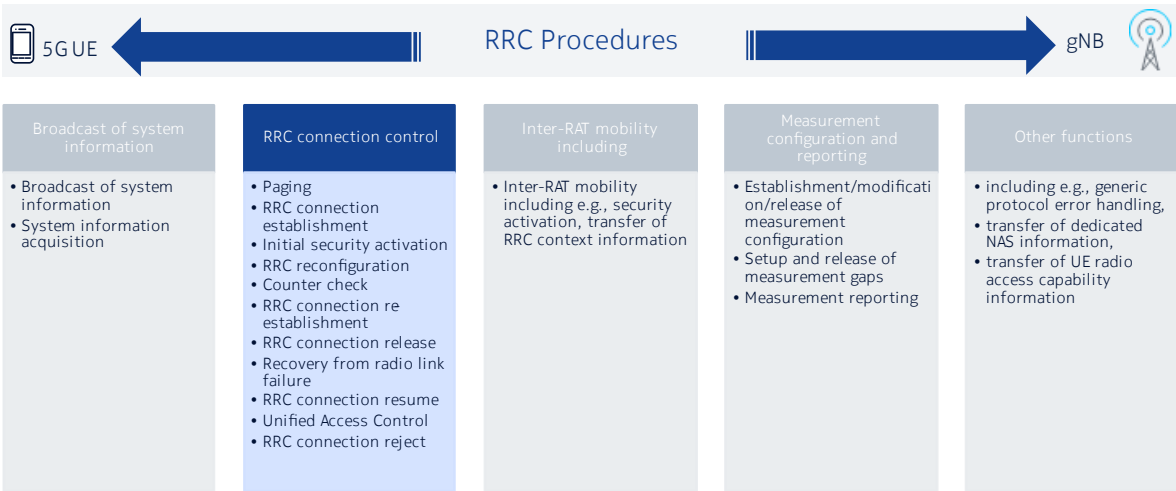 5G UE
RRC Procedures
gNB
Broadcast of system
information
• Broadcast of system
information
• System information
acquisition
RRC connection control
• Paging
• RRC connection
establishment
• Initial security activation
• RRC reconfiguration
• Counter check
• RRC connection re
establishment
• RRC connection release
• Recovery from radio link
failure
• RRC connection resume
• Unified Access Control
• RRC connection reject
Inter-RAT mobility
including
• Inter-RAT mobility
including e.g., security
activation, transfer of
RRC context information
Measurement
configuration and
reporting
• Establishment/modificati
on/release of
measurement
configuration
• Setup and release of
measurement gaps
• Measurement reporting
Other functions
• including e.g., generic
protocol error handling,
• transfer of dedicated
NAS information,
• transfer of UE radio
access capability
information